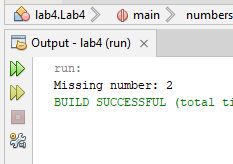 lab4.Lab4 main numbers
Output - lab4 (run)
run:
Missing number: 2
BUILD SUCCESSFUL (total ti